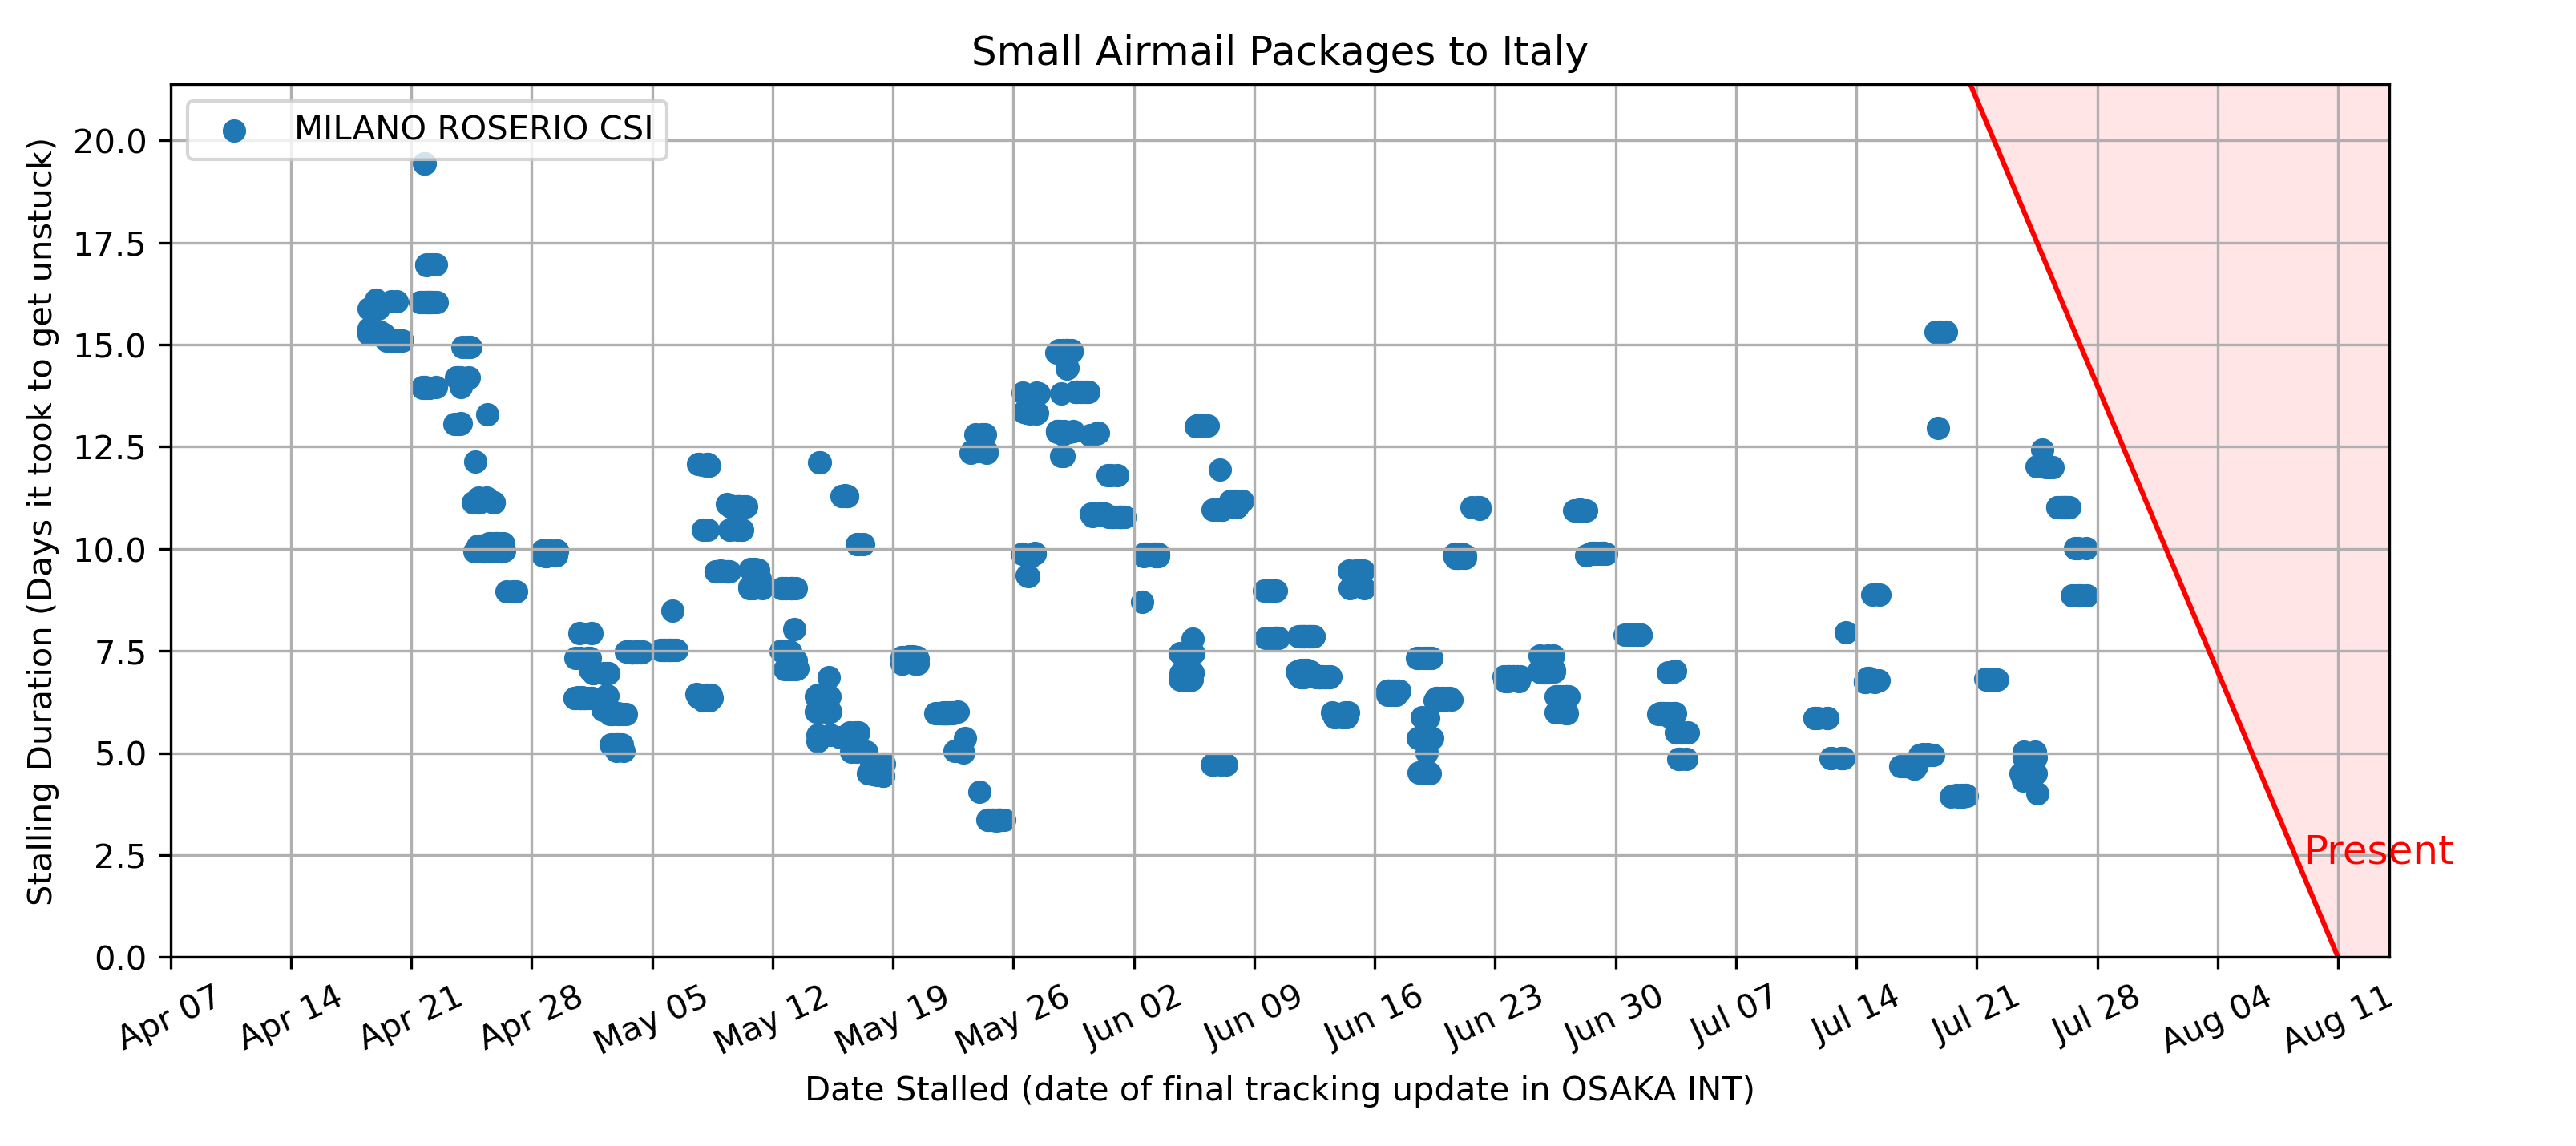 Small Airmail Packages to Italy
MILANO ROSERIO CSI
Stalling Duration (Days it took to get unstuck)
20.0
17.5
15.0
12.5
10.0
7.5
5.0
2.5
0.0
Present
Apr 07
Apr 14
Apr 21
Apr 28
May 05
May 12
May 19
May 26
Jun 02
Jun 09
Jun 16
Jun 23
Jun 30
Jul 07
Jul 14
Jul 21
Jul 28
Aug 04
Aug 11
Date Stalled (date of final tracking update in OSAKA INT)